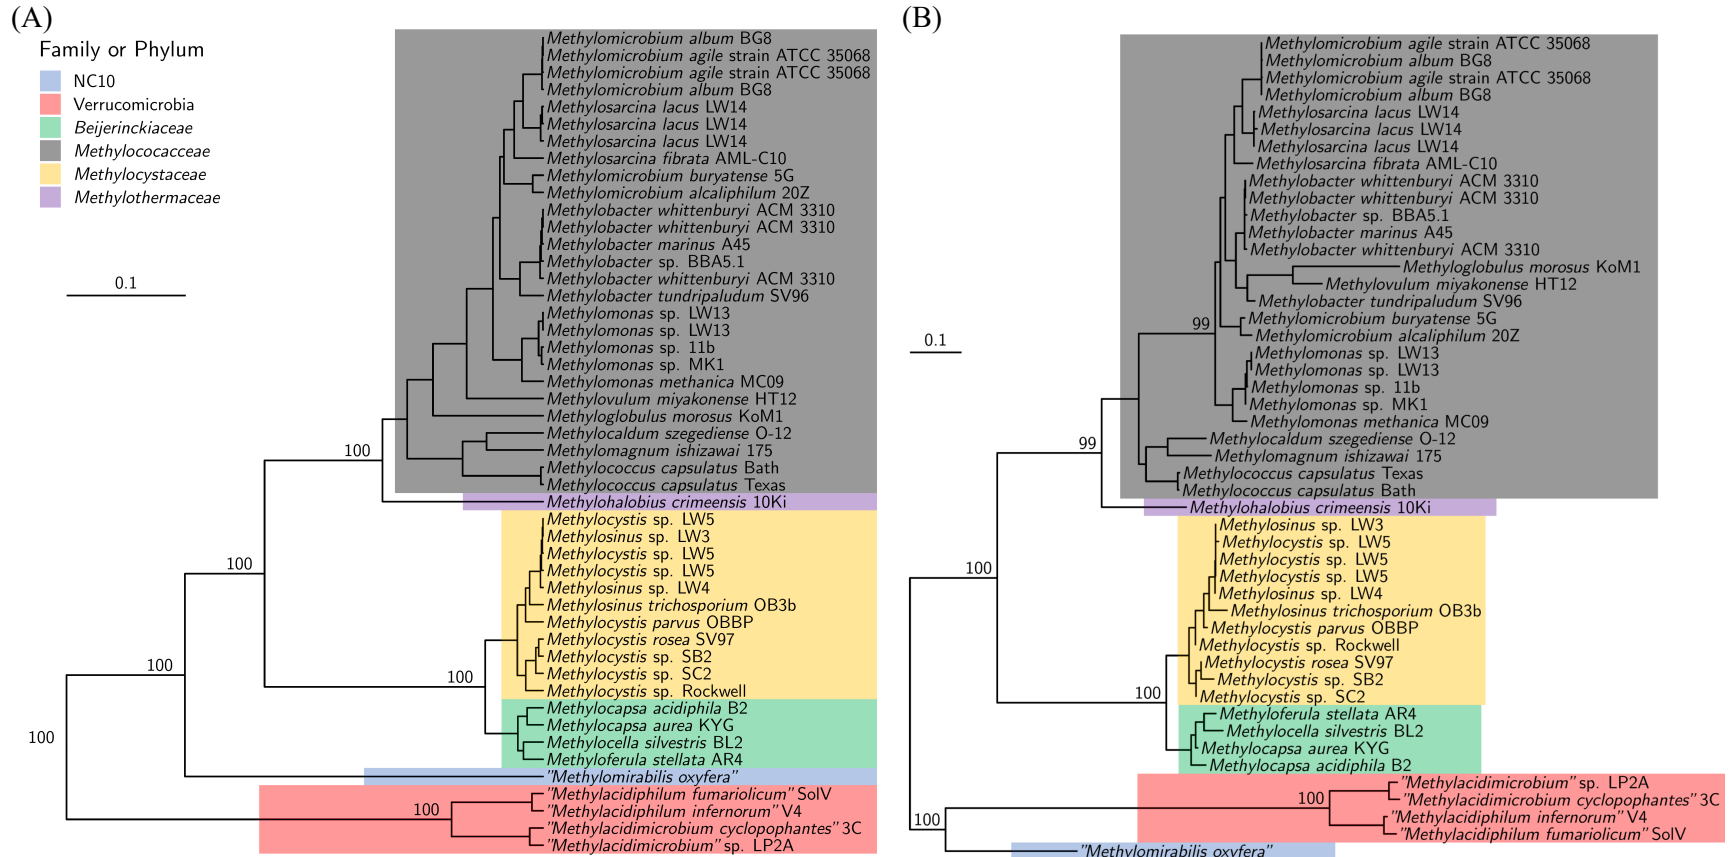 (A)
Family or Phylum
NC10
Verrucomicrobia
Beijerinckiaceae
Methylococacceae
Methylocystaceae
Methylothermaceae
0.1
Methylomicrobium album BG8
Methylomicrobium agile strain ATCC 35068
Methylomicrobium agile strain ATCC 35068
Methylomicrobium album BG8
Methylosarcina lacus LW14
Methylosarcina lacus LW14
Methylosarcina lacus LW14
Methylosarcina fibrata AML-C10
Methylomicrobium buryatense 5G
Methylomicrobium alcaliphilum 20Z
Methylobacter whittenburyi ACM 3310
Methylobacter whittenburyi ACM 3310
Methylobacter marinus A45
Methylobacter sp. BBA5.1
Methylobacter whittenburyi ACM 3310
Methylobacter tundripaludum SV96
Methylomonas sp. LW13
Methylomonas sp. LW13
Methylomonas sp. 11b
Methylomonas sp. MK1
Methylomonas methanica MC09
Methylovulum miyakonense HT12
Methyloglobulus morosus KoM1
Methylocaldum szegediense O-12
Methylomagnum ishizawai 175
Methylococcus capsulatus Bath
Methylococcus capsulatus Texas
Methylohalobius crimeensis 10Ki
Methylocystis sp. LW5
Methylosinus sp. LW3
Methylocystis sp. LW5
Methylocystis sp. LW5
Methylosinus sp. LW4
Methylosinus trichosporium OB3b
Methylocystis parvus OBBP
Methylocystis rosea SV97
Methylocystis sp. SB2
Methylocystis sp. SC2
Methylocystis sp. Rockwell
Methylocapsa acidiphila B2
Methylocapsa aurea KYG
Methylocella silvestris BL2
Methyloferula stellata AR4
"Methylomirabilis oxyfera"
"Methylacidiphilum fumariolicum" SolV
"Methylacidiphilum infernorum" V4
"Methylacidimicrobium cyclopophantes" 3C
"Methylacidimicrobium" sp. LP2A
100
100
100
100
100
100
(B)
0.1
Methylomicrobium agile strain ATCC 35068
Methylomicrobium album BG8
Methylomicrobium agile strain ATCC 35068
Methylomicrobium album BG8
Methylosarcina lacus LW14
Methylosarcina lacus LW14
Methylosarcina lacus LW14
Methylosarcina fibrata AML-C10
Methylobacter whittenburyi ACM 3310
Methylobacter whittenburyi ACM 3310
Methylobacter sp. BBA5.1
Methylobacter marinus A45
Methylobacter whittenburyi ACM 3310
Methyloglobulus morosus KoM1
Methylovulum miyakonense HT12
Methylobacter tundripaludum SV96
Methylomicrobium buryatense 5G
Methylomicrobium alcaliphilum 20Z
Methylomonas sp. LW13
Methylomonas sp. LW13
Methylomonas sp. 11b
Methylomonas sp. MK1
Methylomonas methanica MC09
Methylocaldum szegediense O-12
Methylomagnum ishizawai 175
Methylococcus capsulatus Texas
Methylococcus capsulatus Bath
Methylohalobius crimeensis 10Ki
Methylosinus sp. LW3
Methylocystis sp. LW5
Methylocystis sp. LW5
Methylocystis sp. LW5
Methylosinus sp. LW4
Methylosinus trichosporium OB3b
Methylocystis parvus OBBP
Methylocystis sp. Rockwell
Methylocystis rosea SV97
Methylocystis sp. SB2
Methylocystis sp. SC2
Methyloferula stellata AR4
Methylocella silvestris BL2
Methylocapsa aurea KYG
Methylocapsa acidiphila B2
"Methylacidimicrobium" sp. LP2A
"Methylacidimicrobium cyclopophantes" 3C
"Methylacidiphilum infernorum" V4
"Methylacidiphilum fumariolicum" SolV
"Methylomirabilis oxyfera"
99
99
100
100
100
100